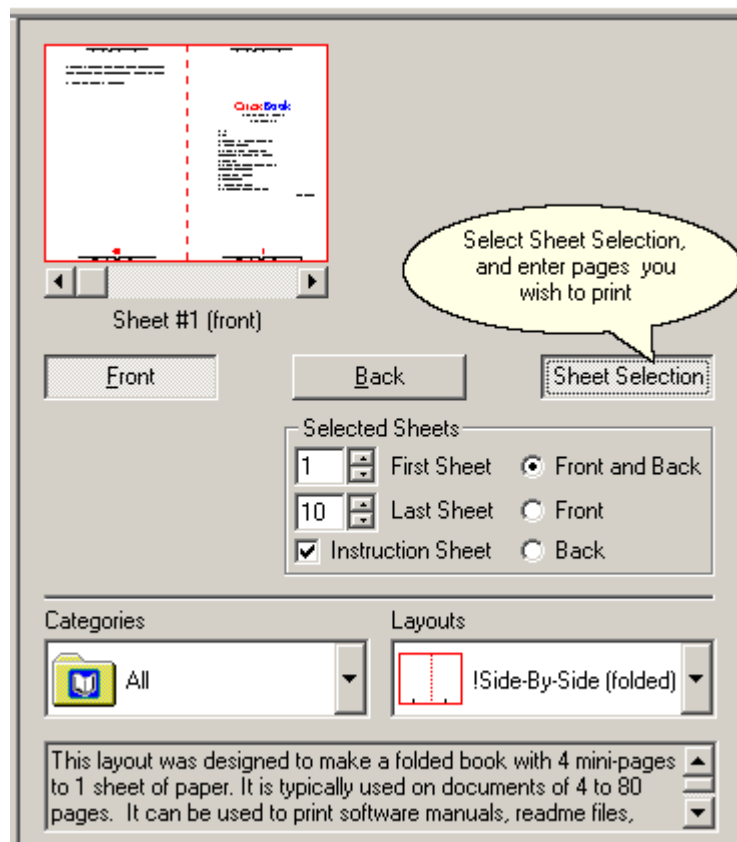 ClickBook
Select Sheet Selection,
and enter pages you
wish to print
Sheet #1 (front)
Front
Back
Sheet Selection
Selected Sheets
1 First Sheet Front and Back
10 Last Sheet Front
Instruction Sheet Back
Categories
Layouts
All
!Side-By-Side (folded)
This layout was designed to make a folded book with 4 mini-pages
to 1 sheet of paper. It is typically used on documents of 4 to 80
pages. It can be used to print software manuals, readme files,